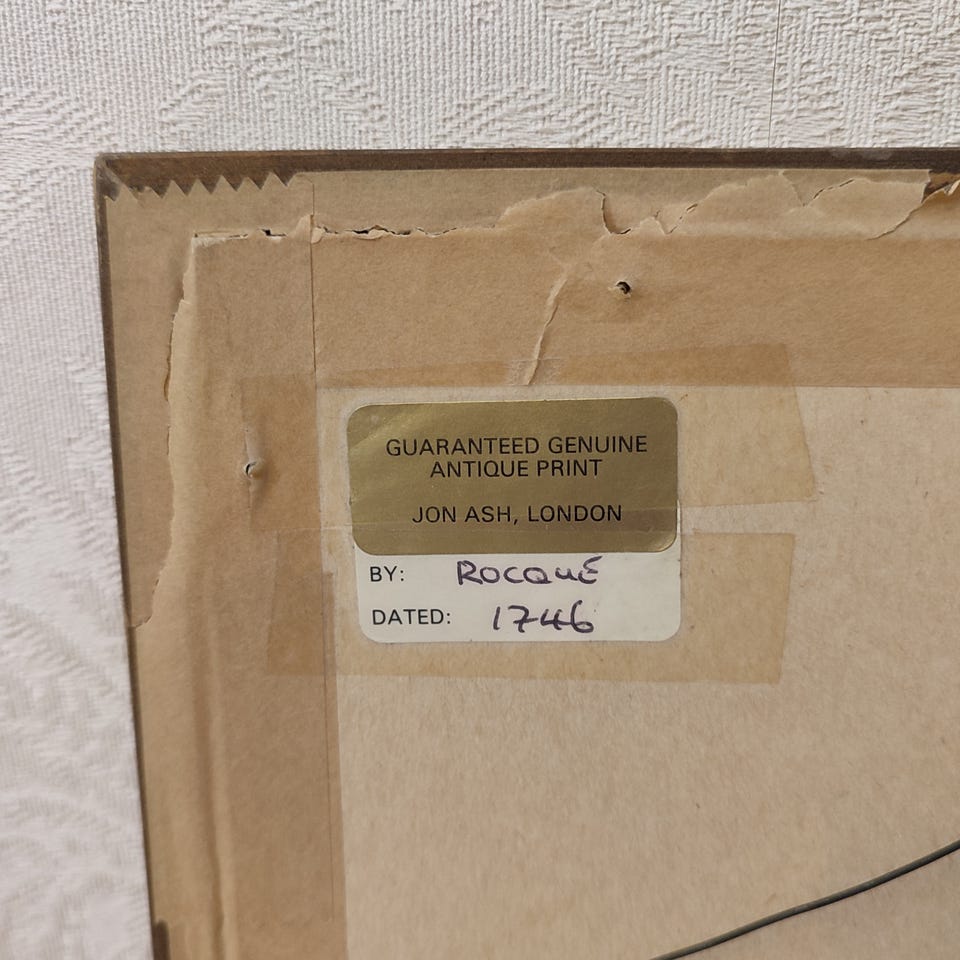 GUARANTEED GENUINE
ANTIQUE PRINT
JON ASH, LONDON
BY: ROCQUE
DATED: 1746